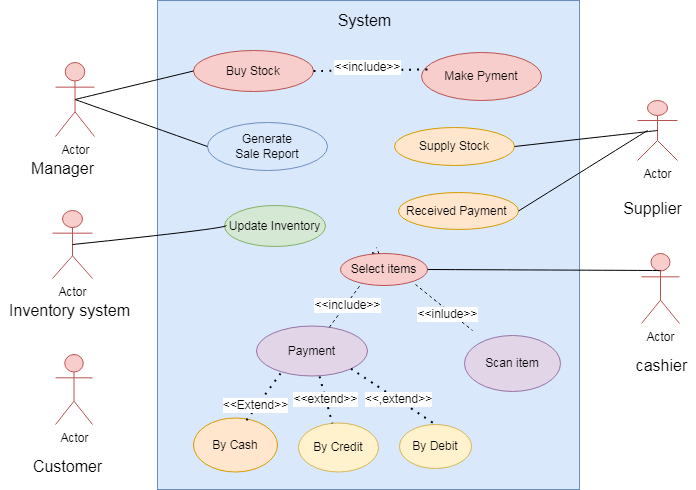 System
Buy Stock
<<include>>
Make Pyment
Actor
Manager
Generate
Sale Report
Supply Stock
Actor
Supplier
Received Payment
Update Inventory
Actor
Inventory system
Select items
<<include>>
<<inlude>>
Actor
cashier
Payment
Scan item
<<Extend>>
<<extend>>
<<,extend>>
Actor
Customer
By Cash
By Credit
By Debit